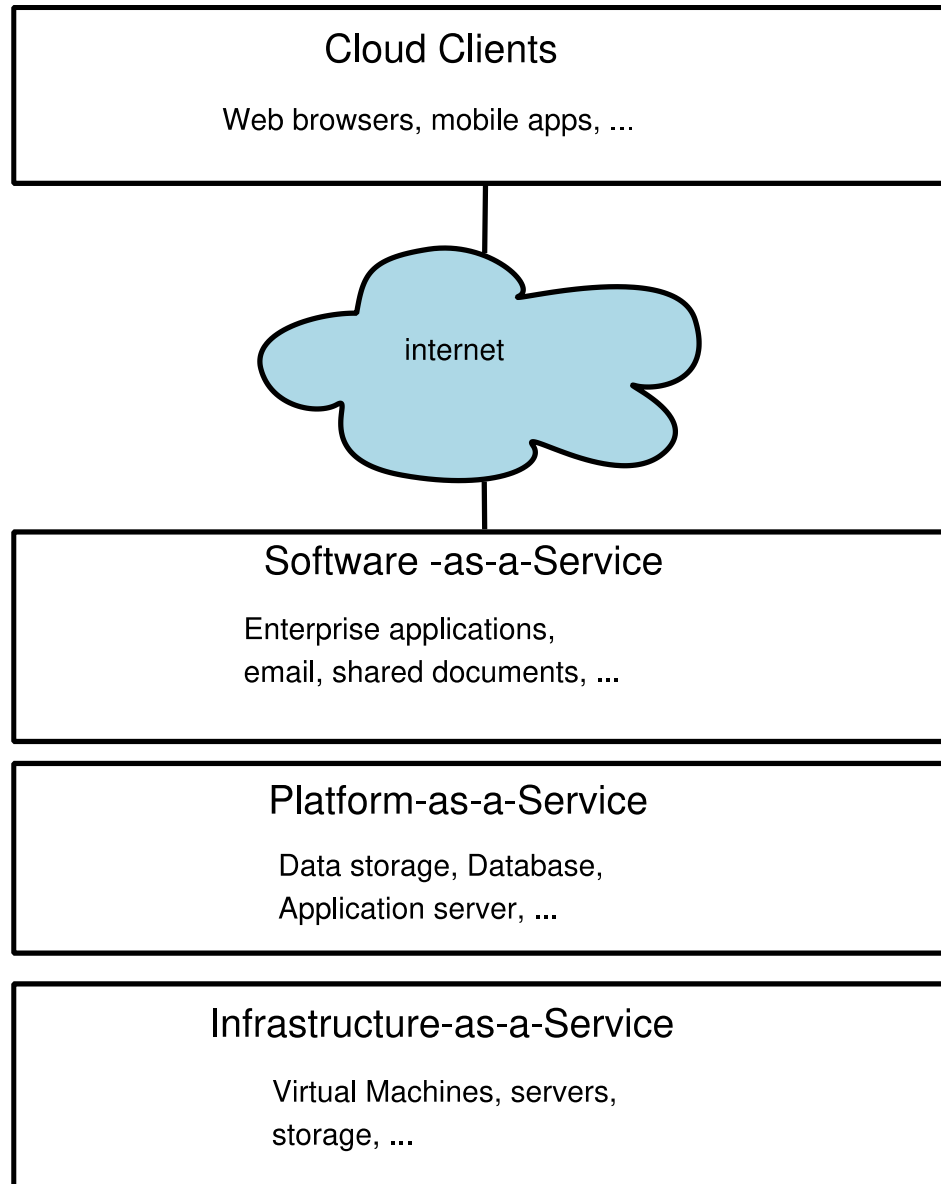 Cloud Clients
Web browsers, mobile apps, ...
internet
Software -as-a-Service
Enterprise applications,
email, shared documents, ...
Platform-as-a-Service
Data storage, Database,
Application server, ...
Infrastructure-as-a-Service
Virtual Machines, servers,
storage, ...